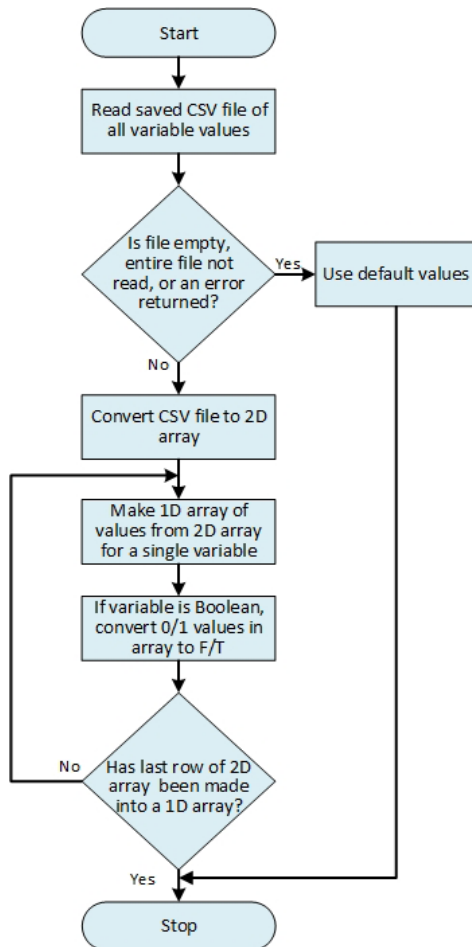 Start
Read saved CSV file of
all variable values
Is file empty,
entire file not
read, or an error
returned?
Yes
Use default values
No
Convert CSV file to 2D
array
Make 1D array of
values from 2D array
for a single variable
If variable is Boolean,
convert 0/1 values in
array to F/T
No
Has last row of 2D
array been made
into a 1D array?
Yes
Stop